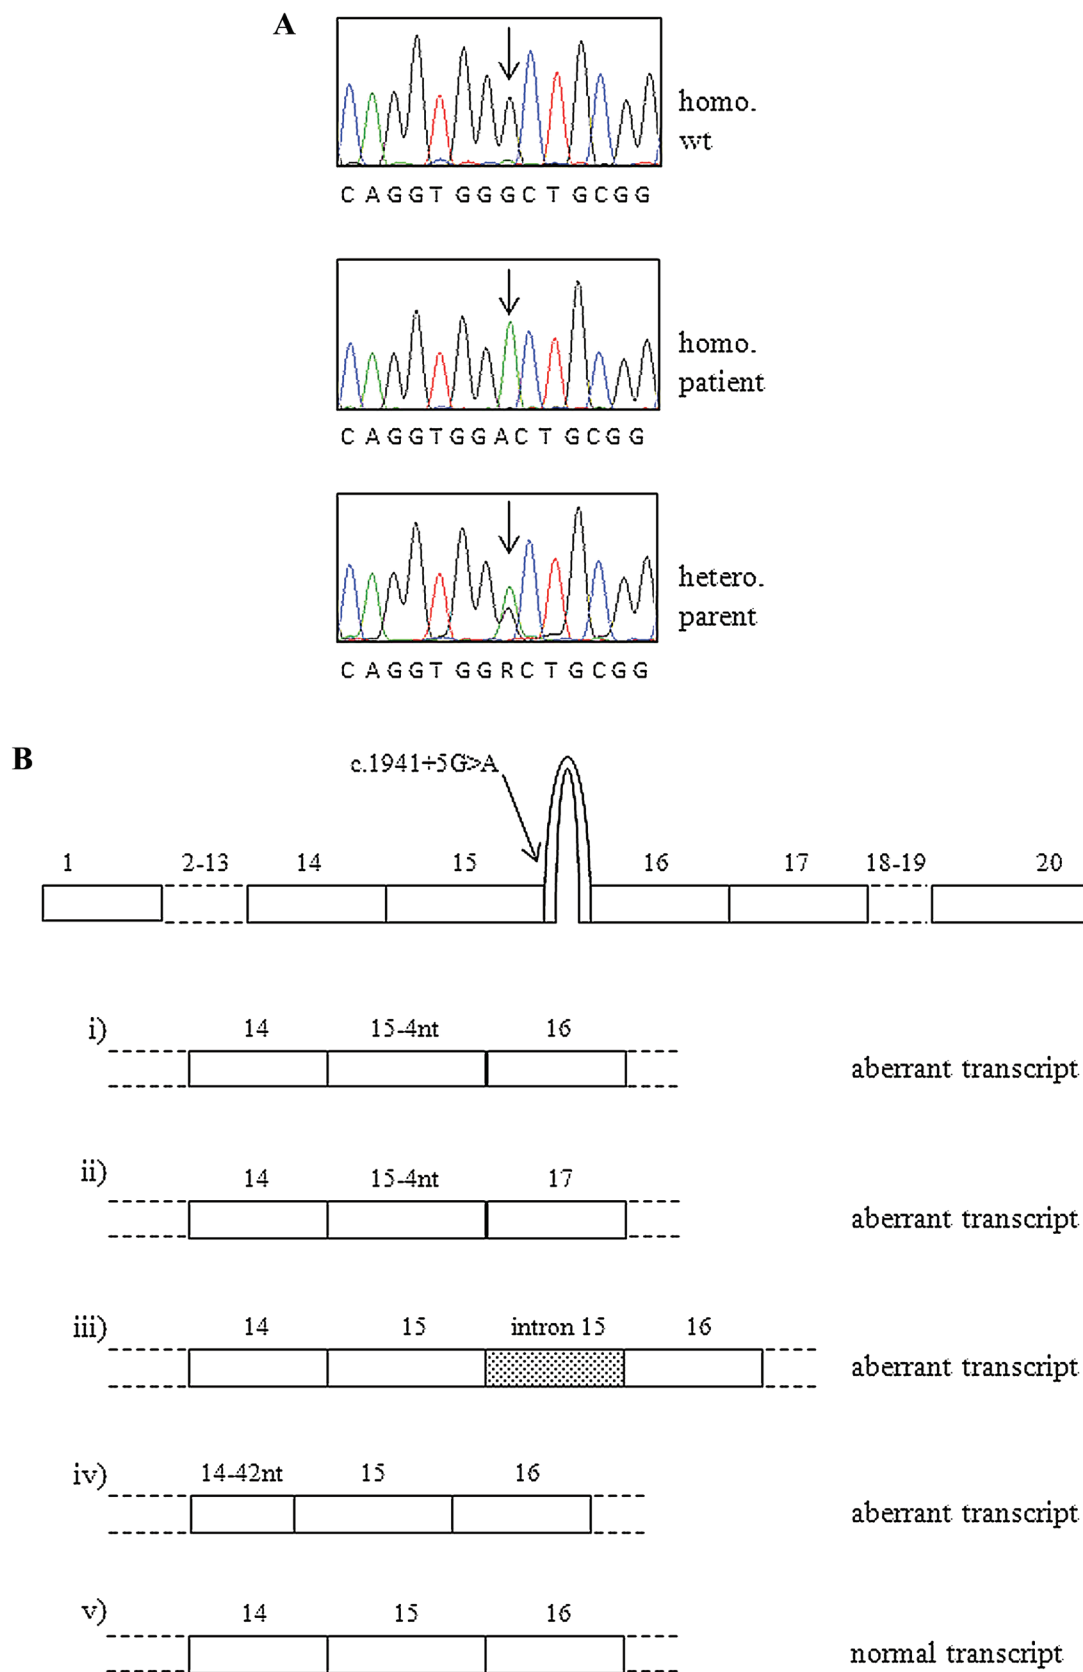 A
homo.
wt
C A G G T G G G C T G C G G
homo.
patient
C A G G T G G A C T G C G G
hetero.
parent
C A G G T G G R C T G C G G
B
c.1941+5G>A
1 2-13 14 15 16 17 18-19 20
i) 14 15-4nt 16
aberrant transcript
ii) 14 15-4nt 17
aberrant transcript
iii) 14 15 intron 15 16
aberrant transcript
iv) 14-42nt 15 16
aberrant transcript
v) 14 15 16
normal transcript